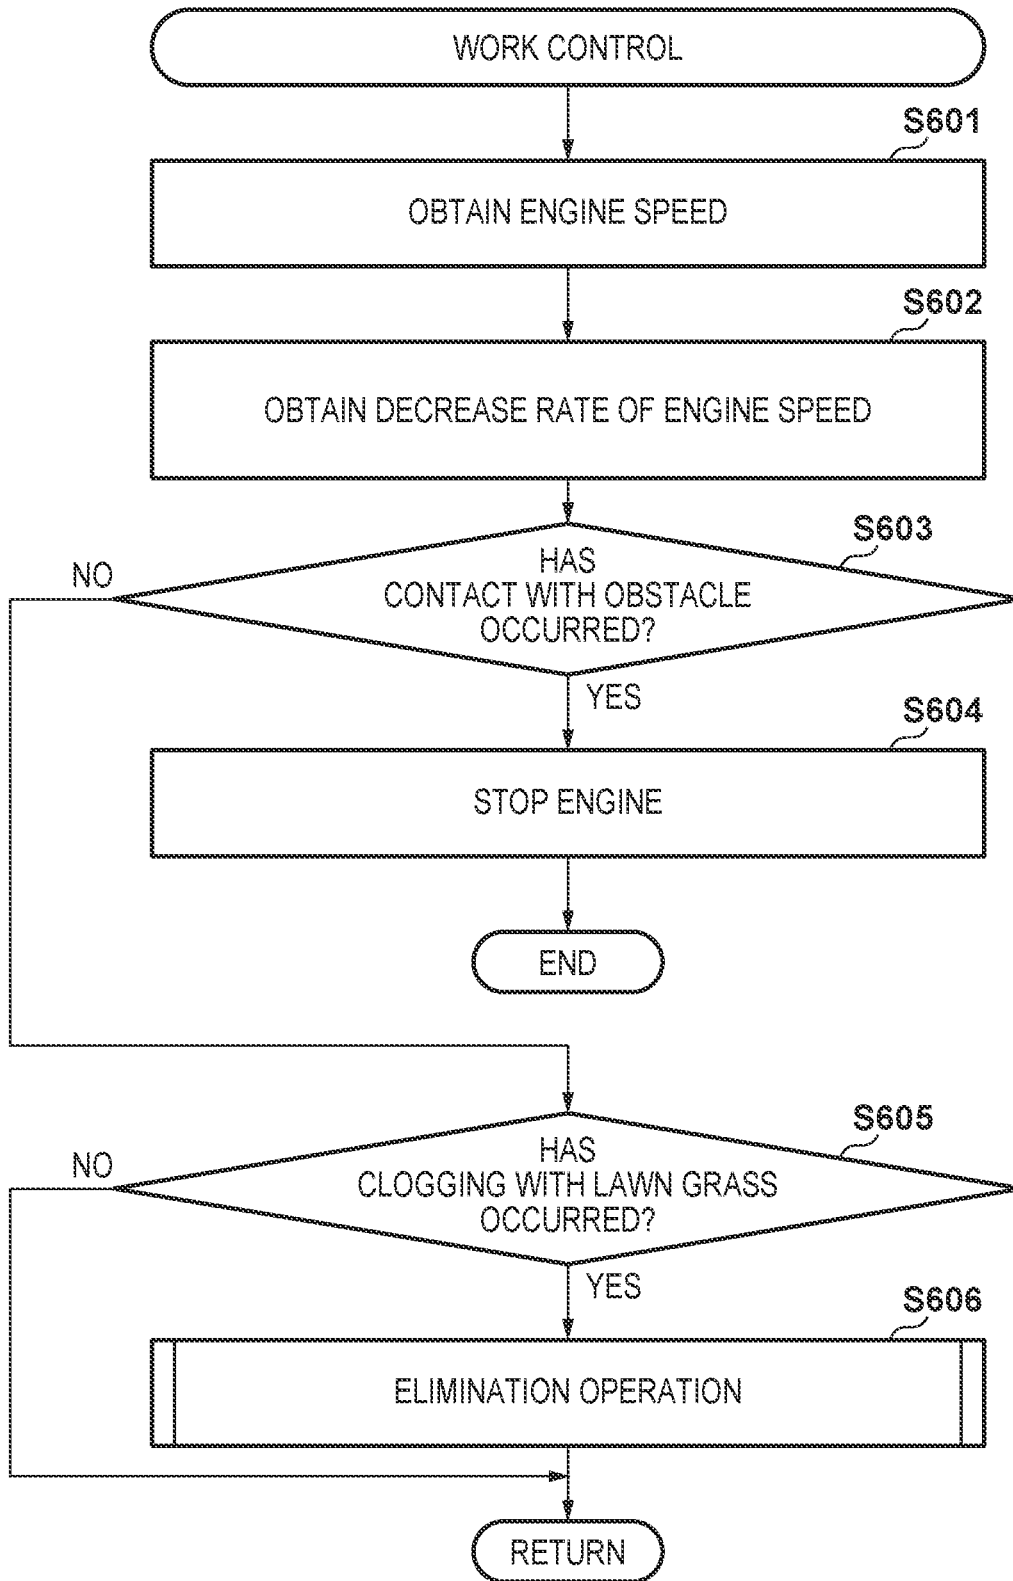 WORK CONTROL
S601
OBTAIN ENGINE SPEED
S602
OBTAIN DECREASE RATE OF ENGINE SPEED
S603
NO
HAS
CONTACT WITH OBSTACLE
OCCURRED?
YES
S604
STOP ENGINE
END
S605
NO
HAS
CLOGGING WITH LAWN GRASS
OCCURRED?
YES
S606
ELIMINATION OPERATION
RETURN